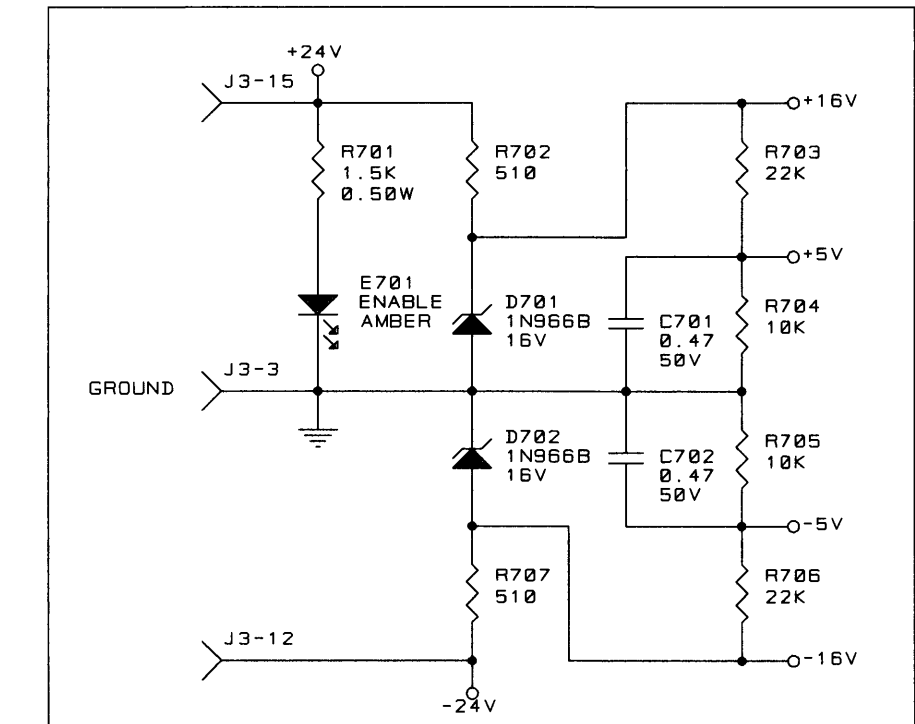 +24V
J3-15
+16V
R701
1.5K
0.50W
R702
510
R703
22K
+5V
E701
ENABLE
AMBER
D701
1N966B
16V
C701
0.47
50V
R704
10K
J3-3
GROUND
D702
1N966B
16V
C702
0.47
50V
R705
10K
-5V
R707
510
R706
22K
J3-12
-16V
-24V